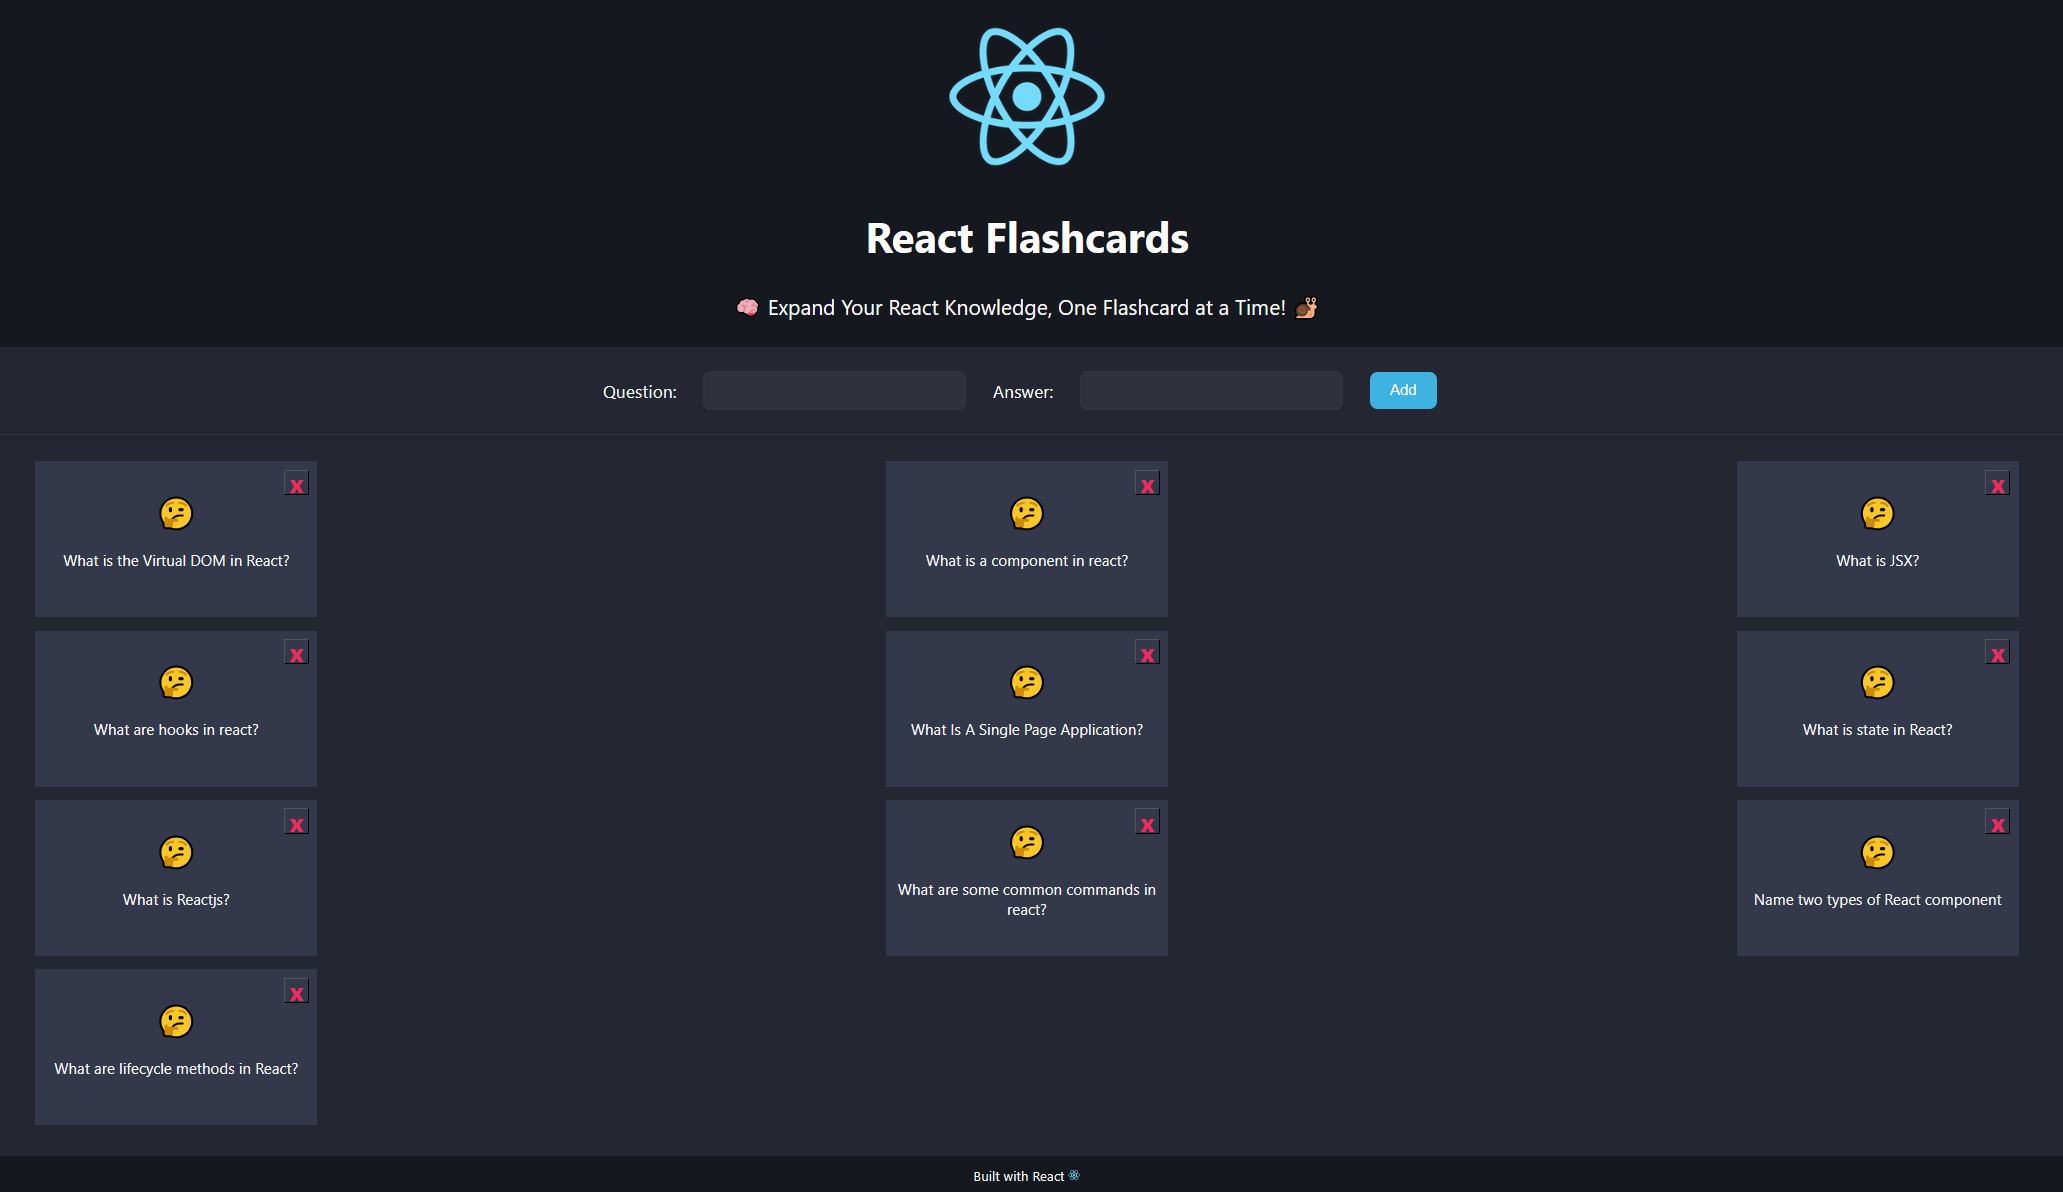 React Flashcards
🧠 Expand Your React Knowledge, One Flashcard at a Time! 🐌
Question:
Answer:
Add
X
What is the Virtual DOM in React?
X
What is a component in react?
X
What is JSX?
X
What are hooks in react?
X
What Is A Single Page Application?
X
What is state in React?
X
What is Reactjs?
X
What are some common commands in
react?
X
Name two types of React component
X
What are lifecycle methods in React?
Built with React